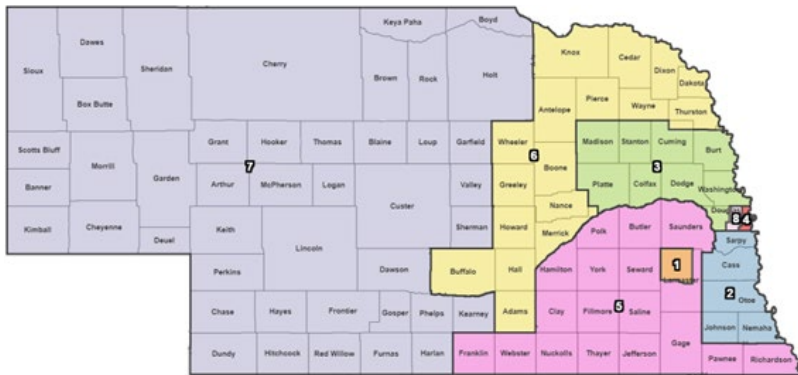 Keya Paha
Boyd
Dawes
Knox
Cedar
Sioux
Sheridan
Cherry
Brown
Rock
Holt
Dixon
Dakota
Box Butte
Antelope
Pierce
Wayne
Thurston
Scotts Bluff
Morrill
Grant
Hooker
Thomas
Blaine
Loup
Garfield
Wheeler
Madison
Stanton
Cuming
Burt
7
6
3
Banner
Garden
Arthur
McPherson
Logan
Valley
Greeley
Boone
Platte
Colfax
Dodge
Washington
Custer
Nance
Kimball
Cheyenne
Deuel
Keith
Lincoln
Sherman
Howard
Merrick
Polk
Butler
Saunders
8
4
Sarpy
Perkins
Dawson
Buffalo
Hall
Hamilton
York
Seward
1
Lancaster
Cass
Chase
Hayes
Frontier
Gosper
Phelps
Kearney
Adams
Clay
Fillmore
Saline
5
2
Otoe
Dundy
Hitchcock
Red Willow
Furnas
Harlan
Franklin
Webster
Nuckolls
Thayer
Jefferson
Gage
Johnson
Nemaha
Pawnee
Richardson